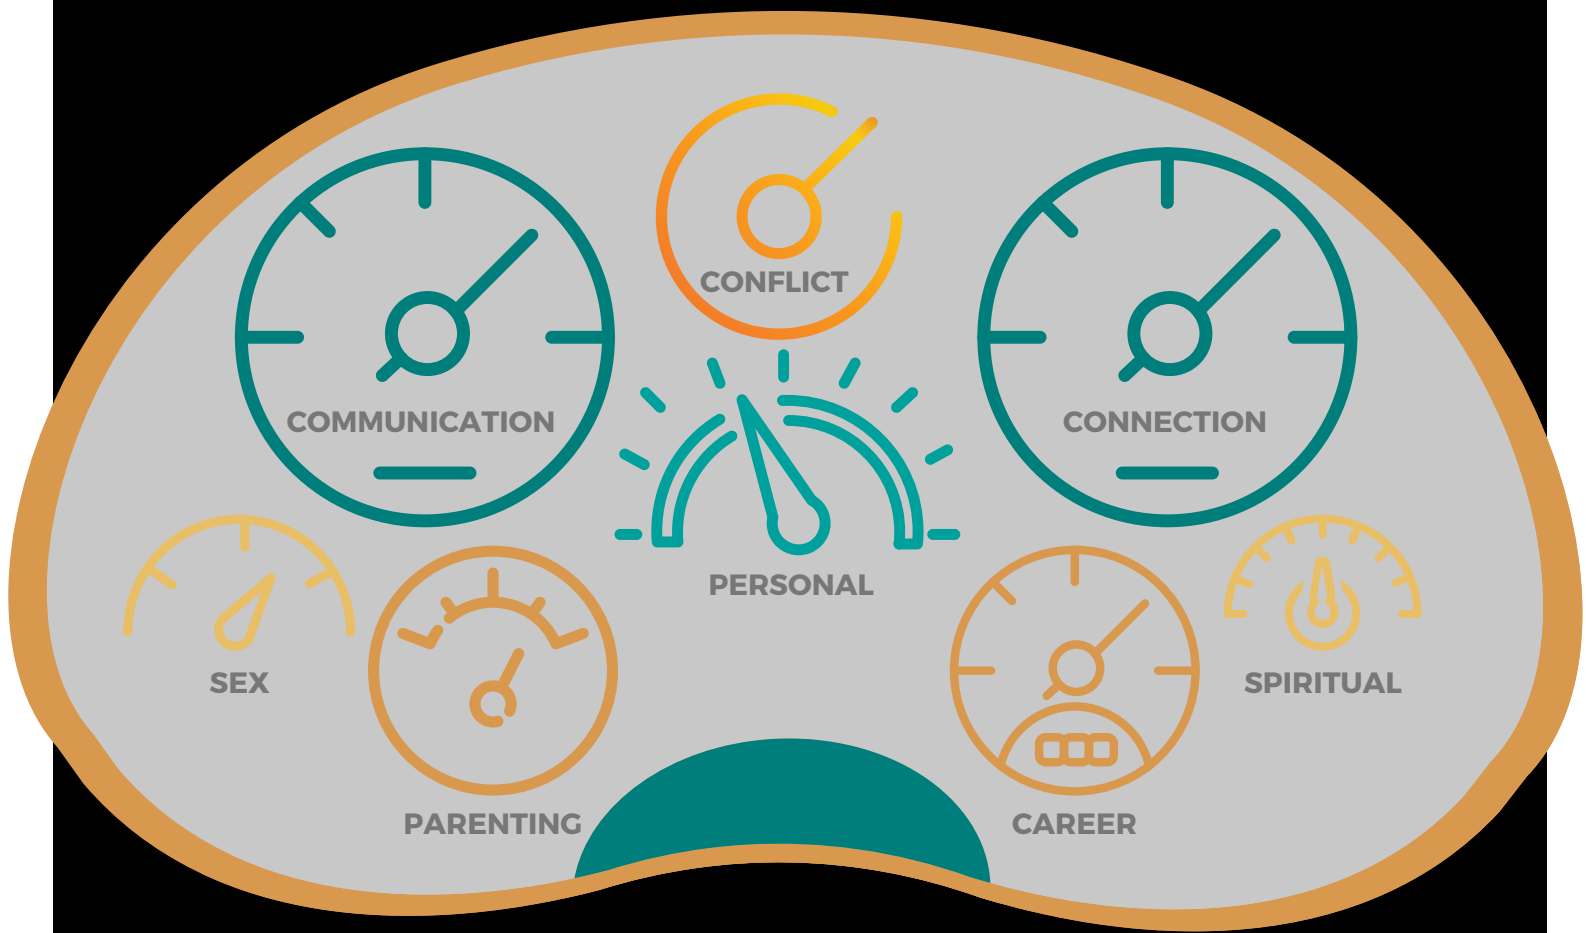 CONFLICT
COMMUNICATION
CONNECTION
PERSONAL
SEX
SPIRITUAL
PARENTING
CAREER